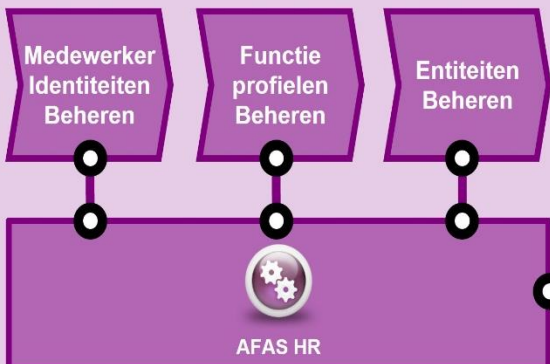 Medewerker
Identiteiten
Beheren
Functie
profielen
Beheren
Entiteiten
Beheren
AFAS HR